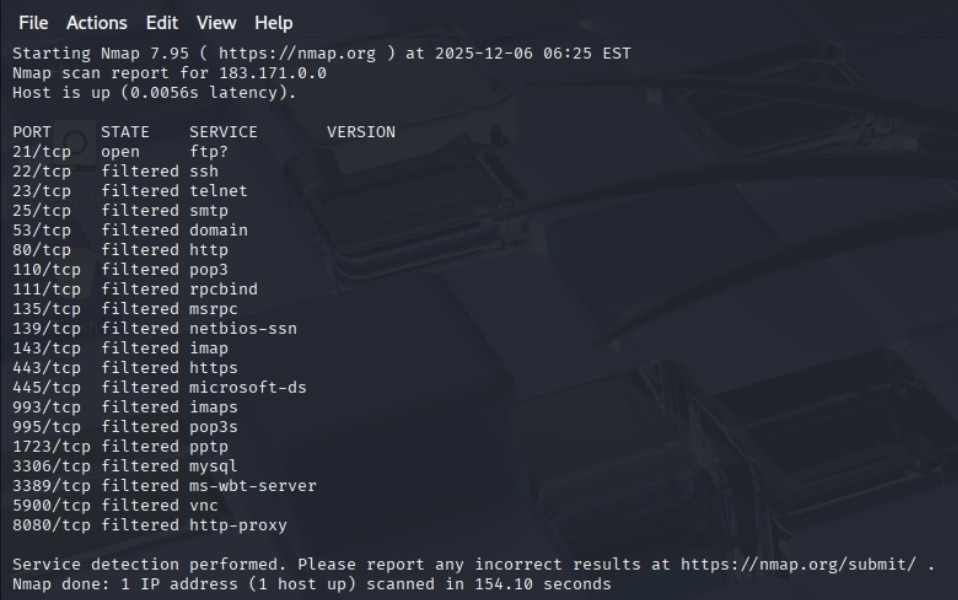 File Actions Edit View Help
Starting Nmap 7.95 ( https://nmap.org ) at 2025-12-06 06:25 EST
Nmap scan report for 183.171.0.0
Host is up (0.0056s latency).
PORT     STATE    SERVICE       VERSION
21/tcp   open     ftp?
22/tcp   filtered ssh
23/tcp   filtered telnet
25/tcp   filtered smtp
53/tcp   filtered domain
80/tcp   filtered http
110/tcp  filtered pop3
111/tcp  filtered rpcbind
135/tcp  filtered msrpc
139/tcp  filtered netbios-ssn
143/tcp  filtered imap
443/tcp  filtered https
445/tcp  filtered microsoft-ds
993/tcp  filtered imaps
995/tcp  filtered pop3s
1723/tcp filtered pptp
3306/tcp filtered mysql
3389/tcp filtered ms-wbt-server
5900/tcp filtered vnc
8080/tcp filtered http-proxy
Service detection performed. Please report any incorrect results at https://nmap.org/submit/ .
Nmap done: 1 IP address (1 host up) scanned in 154.10 seconds